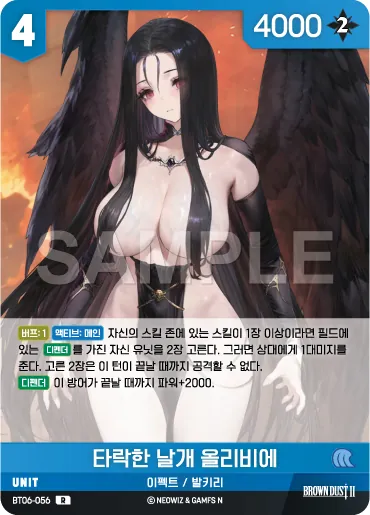 4
4000 2
SAMPLE
버프: 1 액티브: 메인 자신의 스킬 존에 있는 스킬이 1장 이상이라면 필드에
있는 디펜더 를 가진 자신 유닛을 2장 고른다. 그러면 상대에게 1대미지를
준다. 고른 2장은 이 턴이 끝날 때까지 공격할 수 없다.
디펜더 이 방어가 끝날 때까지 파워+2000.
타락한 날개 올리비에
UNIT 이펙트 / 발키리
BT06-056 R ⓒ NEOWIZ & GAMFS N BROWN DUST II